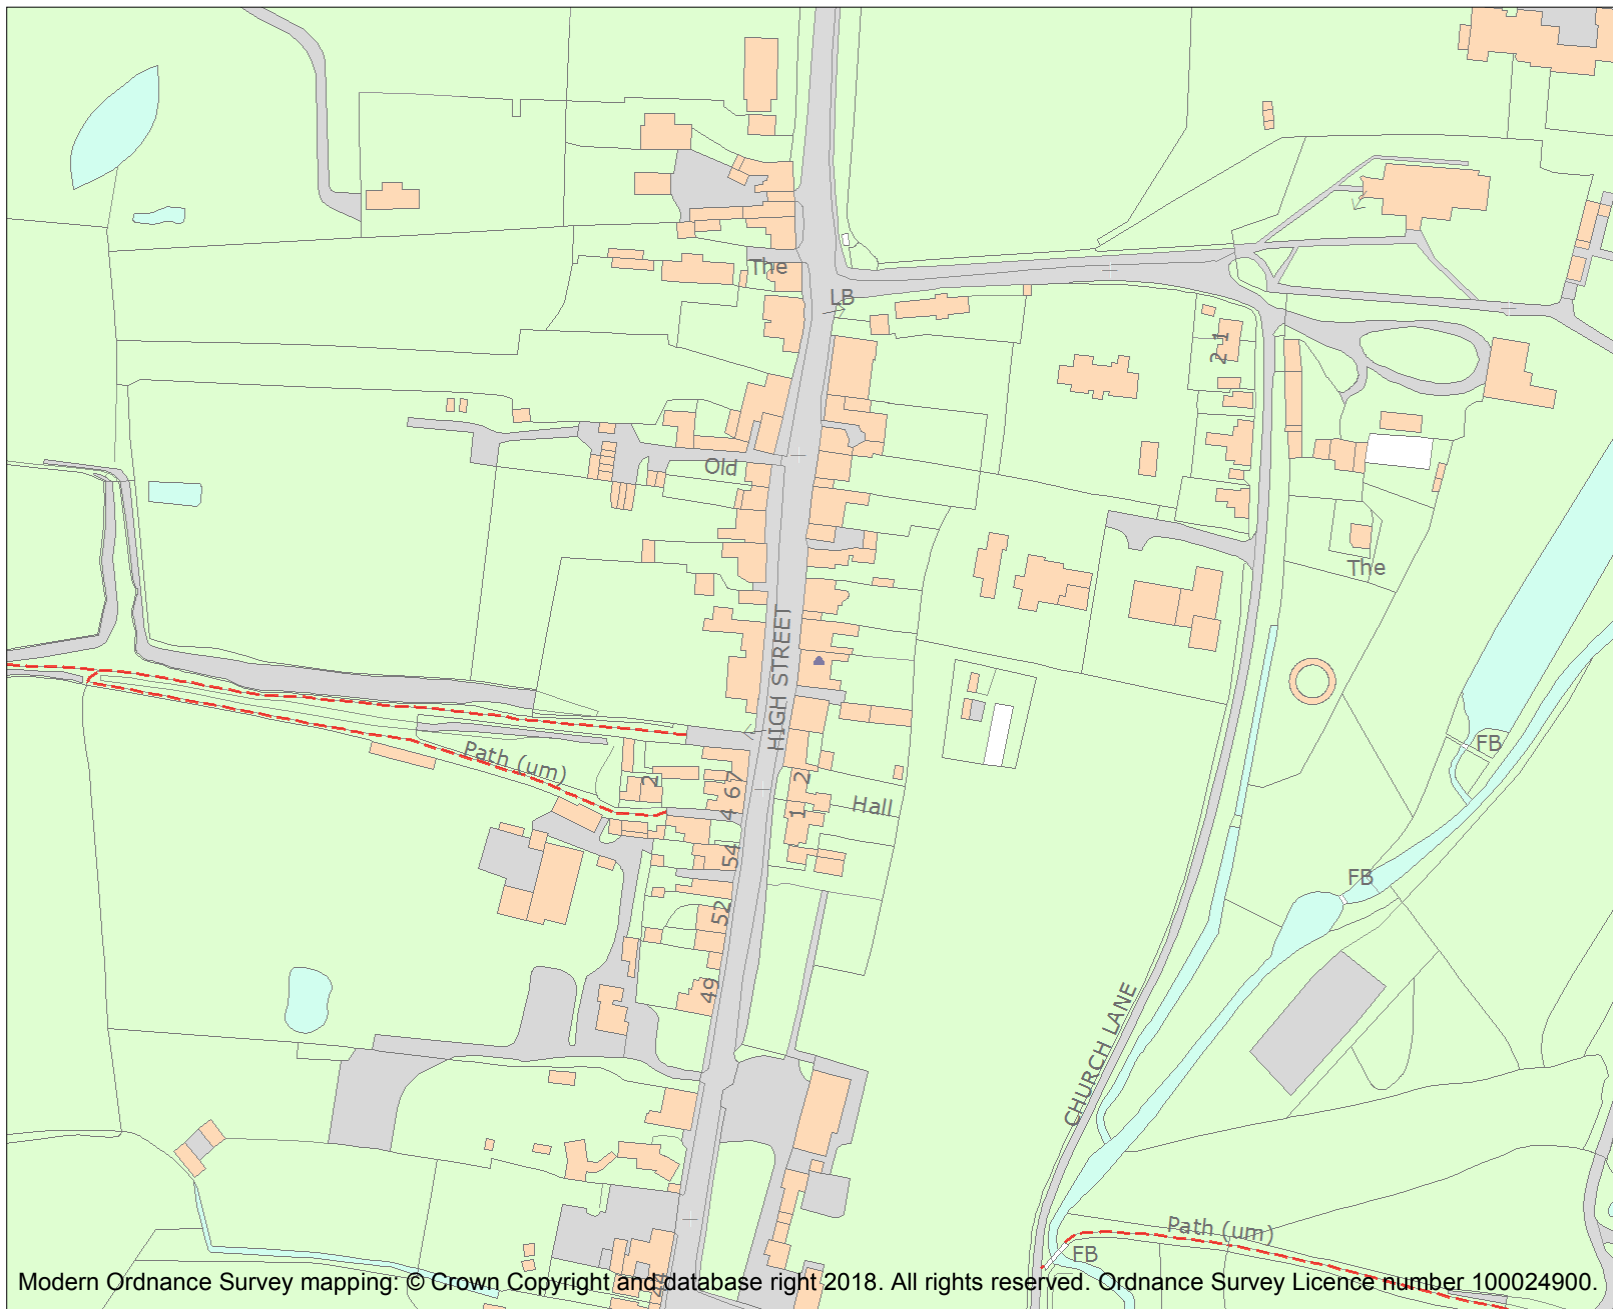 The
LB
2 1
Old
The
HIGH STREET
FB
Path (um)
2
4 67
2
1
Hall
54
FB
52
49
CHURCH LANE
Path (um)
FB
44
Modern Ordnance Survey mapping: © Crown Copyright and database right 2018. All rights reserved. Ordnance Survey Licence number 100024900.